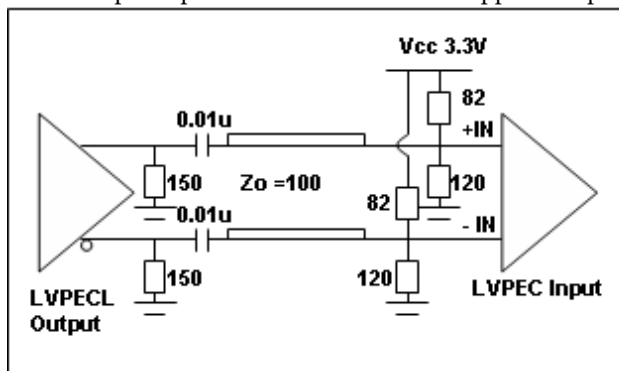 Vcc 3.3V
82
0.01u
+IN
150
Zo =100
120
82
0.01u
- IN
150
120
LVPECL
Output
LVPEC Input